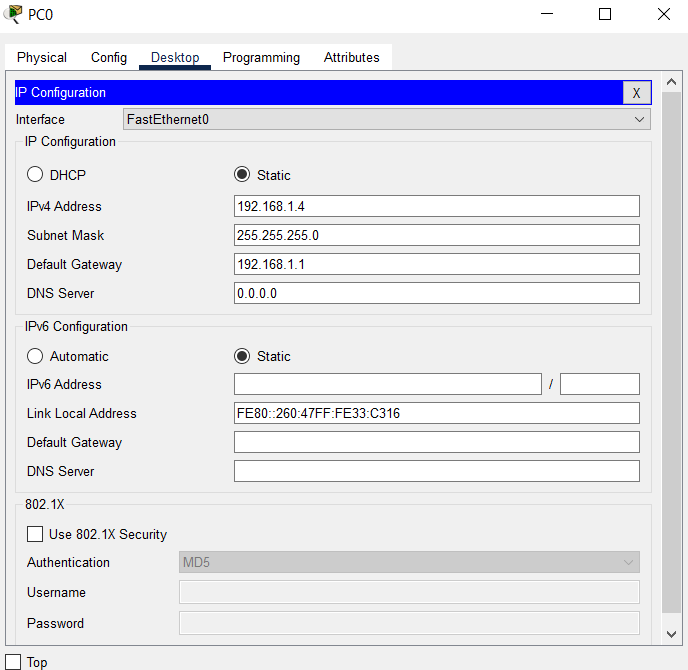 PC0
Physical Config Desktop Programming Attributes
IP Configuration X
Interface FastEthernet0
IP Configuration
DHCP Static
IPv4 Address 192.168.1.4
Subnet Mask 255.255.255.0
Default Gateway 192.168.1.1
DNS Server 0.0.0.0
IPv6 Configuration
Automatic Static
IPv6 Address /
Link Local Address FE80::260:47FF:FE33:C316
Default Gateway
DNS Server
802.1X
Use 802.1X Security
Authentication MD5
Username
Password
Top